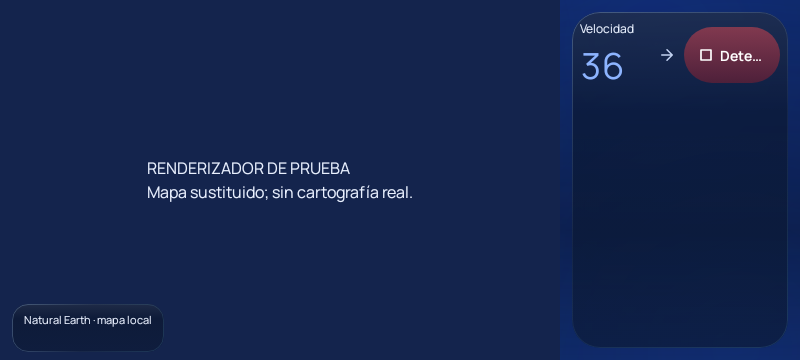 RENDERIZADOR DE PRUEBA
Mapa sustituido; sin cartografía real.
Natural Earth · mapa local
Velocidad
36
Dete...